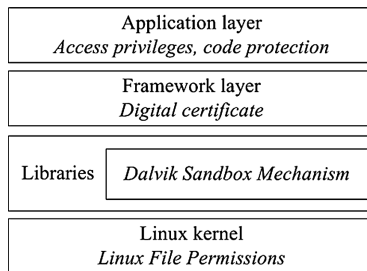 Application layer
Access privileges, code protection
Framework layer
Digital certificate
Libraries
Dalvik Sandbox Mechanism
Linux kernel
Linux File Permissions